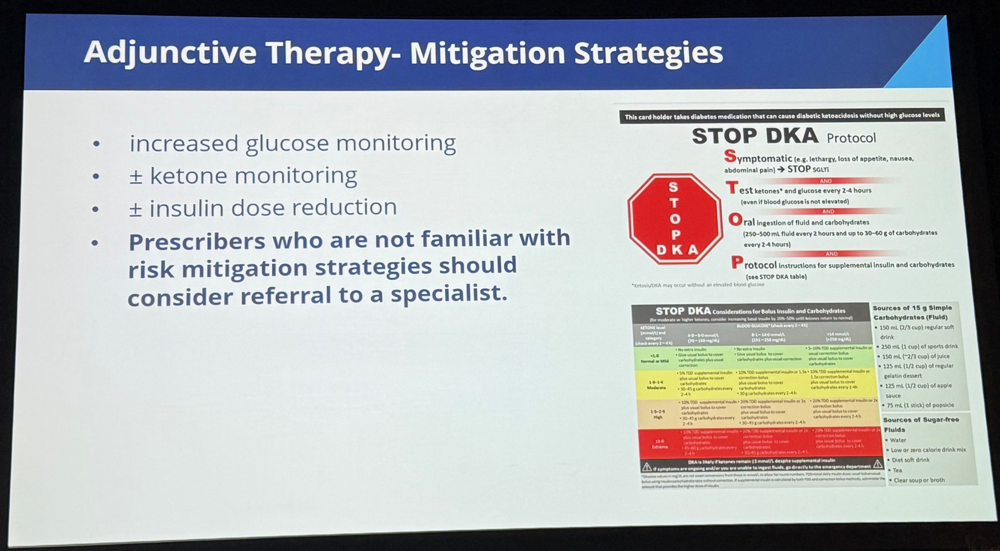 Adjunctive Therapy- Mitigation Strategies
• increased glucose monitoring
• ± ketone monitoring
• ± insulin dose reduction
• Prescribers who are not familiar with
risk mitigation strategies should
consider referral to a specialist.
This card holder takes diabetes medication that can cause diabetic ketoacidosis without high glucose levels
STOP DKA Protocol
S
T
O
P
D K A
Symptomatic (e.g. lethargy, loss of appetite, nausea,
abdominal pain) ➔ STOP SGLTi
AND
Test ketones* and glucose every 2-4 hours
(even if blood glucose is not elevated)
AND
Oral ingestion of fluid and carbohydrates
(250–500 mL fluid every 2 hours and up to 30–60 g of carbohydrates
every 2-4 hours)
AND
Protocol instructions for supplemental insulin and carbohydrates
(see STOP DKA table)
*Ketosis/DKA may occur without an elevated blood glucose
STOP DKA Considerations for Bolus Insulin and Carbohydrates
(for moderate or higher ketones, consider increasing basal insulin by 20%-50% until ketones return to normal)
KETONE level
(mmol/L) and
category
(check every 2–4 h)
BLOOD GLUCOSE* (check every 2–4 h)
4·0–8·0 mmol/L
(70–150 mg/dL)
8·1–14·0 mmol/L
(151–250 mg/dL)
>14 mmol/L
(>250 mg/dL)
<1.0
Normal or Mild
• No extra insulin
• Give usual bolus to cover
carbohydrates plus usual
correction
• No extra insulin
• Give usual bolus to cover
carbohydrates plus usual correction
• 5-10% TDD supplemental insulin or
usual correction bolus
plus usual bolus to cover
carbohydrates
1·0–1·4
Moderate
• 5% TDD supplemental insulin
plus usual bolus to cover
carbohydrates
• 30–45 g carbohydrates every
2-4 h
• 10% TDD supplemental insulin or 1.5x
correction bolus
plus usual bolus to cover
carbohydrates
• 30 g carbohydrates every 2–4 h
• 10% TDD supplemental insulin or
1.5x correction bolus
plus usual bolus to cover
carbohydrates every 2-4h
1·5–2·9
High
• 10% TDD supplemental insulin
plus usual bolus to cover
carbohydrates
• 30–45 g carbohydrates every
2–4 h
• 20% TDD supplemental insulin or 2x
correction bolus
plus usual bolus to cover
carbohydrates
• 30–45 g carbohydrates every 2–4 h
• 20% TDD supplemental insulin or 2x
correction bolus
plus usual bolus to cover
carbohydrates every 2-4 h
≥3·0
Extreme
• 10% TDD supplemental insulin
plus usual bolus to cover
carbohydrates
• 45–60 g carbohydrates every
2–4 h
• 20% TDD supplemental insulin or 2x
correction bolus
plus usual bolus to cover
carbohydrates
• 30–45 g carbohydrates every 2–4 h
• 20% TDD supplemental insulin or 2x
correction bolus
plus usual bolus to cover
carbohydrates every 2-4 h
DKA is likely if ketones remain ≥3 mmol/L despite supplemental insulin
If symptoms are ongoing and/or you are unable to ingest fluids, go directly to the emergency department
*Glucose values in mg/dL are not exact conversions from those in mmol/L to allow for round numbers. TDD=total daily insulin dose; usual bolus=usual
bolus using insulin:carbohydrate ratio without correction. If supplemental insulin is calculated by both TDD and correction bolus methods, administer the
amount that provides the higher dose of insulin.
Sources of 15 g Simple
Carbohydrates (Fluid)
▪ 150 mL (2/3 cup) regular soft
drink
▪ 250 mL (1 cup) of sports drink
▪ 150 mL (~2/3 cup) of juice
▪ 125 mL (1/2 cup) of regular
gelatin dessert
▪ 125 mL (1/2 cup) of apple
sauce
▪ 75 mL (1 stick) of popsicle
Sources of Sugar-free
Fluids
▪ Water
▪ Low or zero calorie drink mix
▪ Diet soft drink
▪ Tea
▪ Clear soup or broth